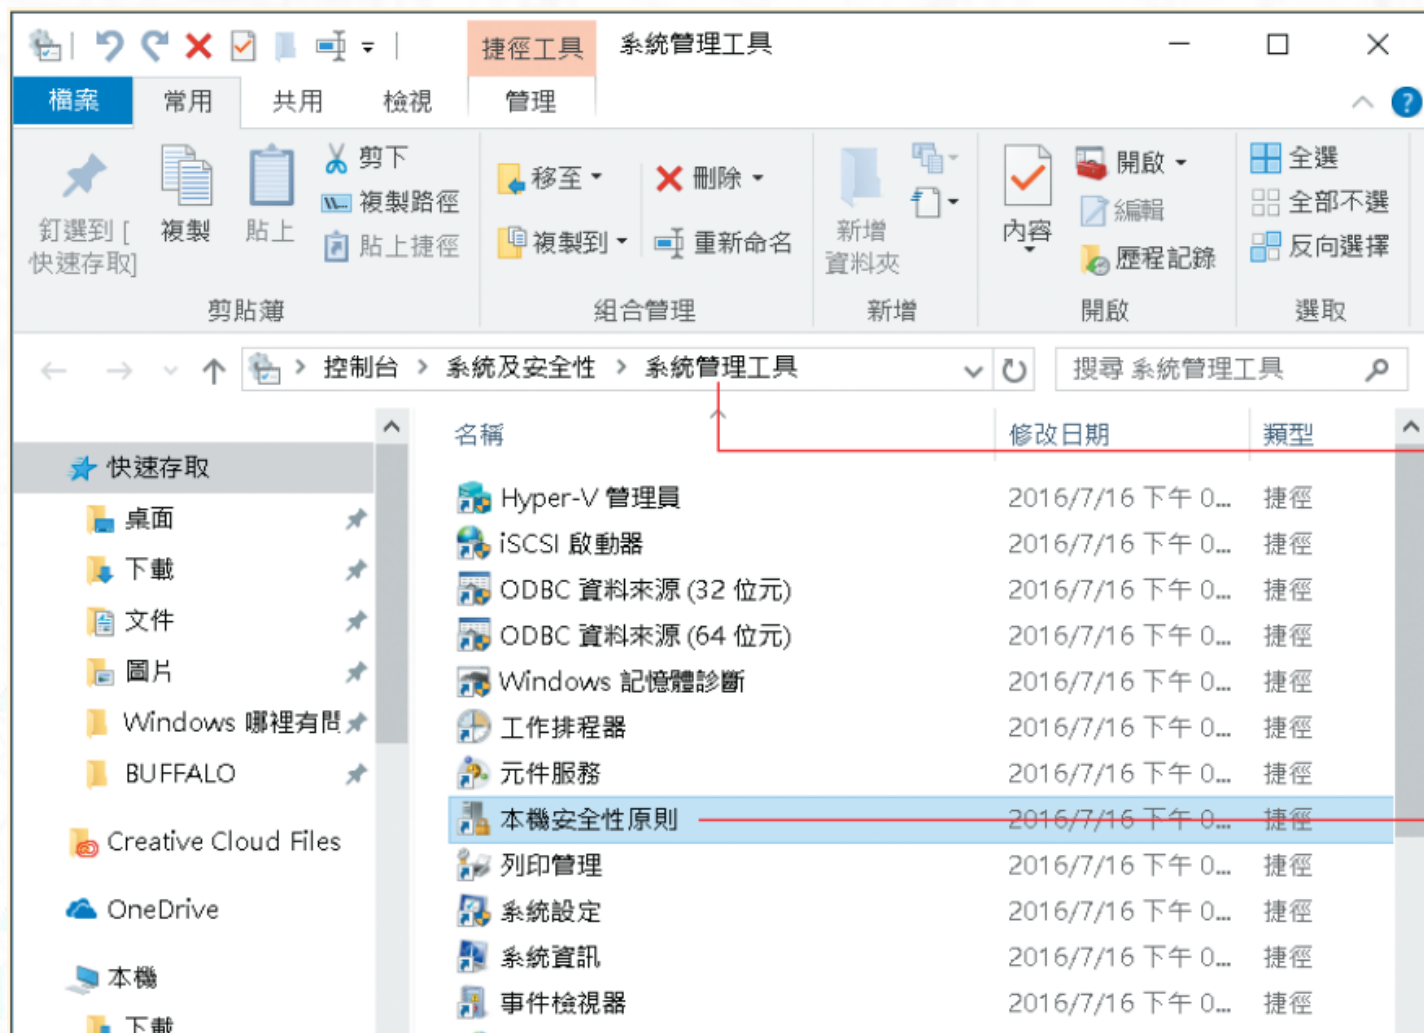 捷徑工具 系統管理工具
檔案 常用 共用 檢視 管理
釘選到 [
快速存取]
複製
貼上
剪下
複製路徑
貼上捷徑
剪貼簿
移至
複製到
刪除
重新命名
組合管理
新增
資料夾
新增
內容
開啟
編輯
歷程記錄
開啟
全選
全部不選
反向選擇
選取
控制台 > 系統及安全性 > 系統管理工具
搜尋 系統管理工具
快速存取
桌面
下載
文件
圖片
Windows 哪裡有問
BUFFALO
Creative Cloud Files
OneDrive
本機
下載
名稱 修改日期 類型
Hyper-V 管理員 2016/7/16 下午 0... 捷徑
iSCSI 啟動器 2016/7/16 下午 0... 捷徑
ODBC 資料來源 (32 位元) 2016/7/16 下午 0... 捷徑
ODBC 資料來源 (64 位元) 2016/7/16 下午 0... 捷徑
Windows 記憶體診斷 2016/7/16 下午 0... 捷徑
工作排程器 2016/7/16 下午 0... 捷徑
元件服務 2016/7/16 下午 0... 捷徑
本機安全性原則 2016/7/16 下午 0... 捷徑
列印管理 2016/7/16 下午 0... 捷徑
系統設定 2016/7/16 下午 0... 捷徑
系統資訊 2016/7/16 下午 0... 捷徑
事件檢視器 2016/7/16 下午 0... 捷徑